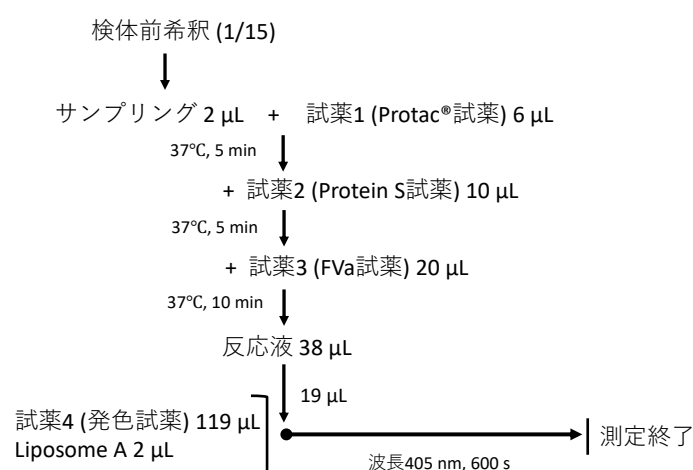 検体前希釈 (1/15)
サンプリング 2 μL + 試薬1 (Protac®試薬) 6 μL
37℃, 5 min
+ 試薬2 (Protein S試薬) 10 μL
37℃, 5 min
+ 試薬3 (FVa試薬) 20 μL
37℃, 10 min
反応液 38 μL
19 μL
試薬4 (発色試薬) 119 μL
Liposome A 2 μL
測定終了
波長405 nm, 600 s